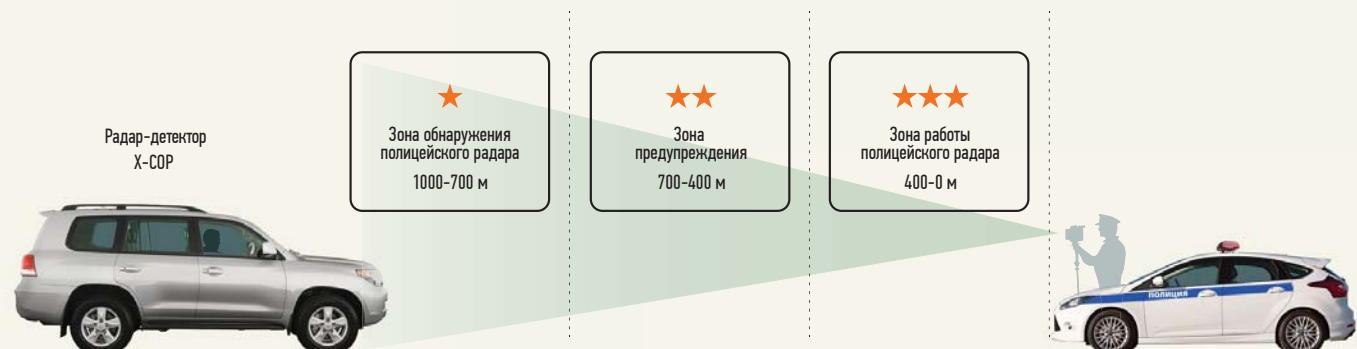 Радар-детектор
X-COP
Зона обнаружения
полицейского радара
1000-700 м
Зона
предупреждения
700-400 м
Зона работы
полицейского радара
400-0 м
ПОЛИЦИЯ